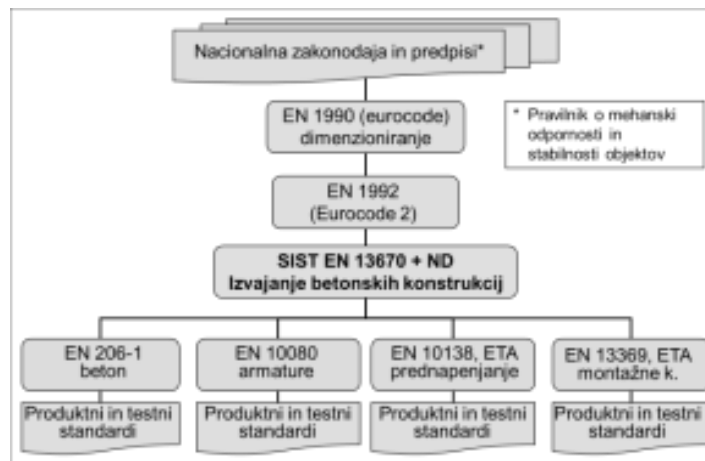 Nacionalna zakonodaja in predpisi*
EN 1990 (eurocode)
dimenzioniranje
* Pravilnik o mehanski
odpornosti in
stabilnosti objektov
EN 1992
(Eurocode 2)
SIST EN 13670 + ND
Izvajanje betonskih konstrukcij
EN 206-1
beton
EN 10080
armature
EN 10138, ETA
prednapenjanje
EN 13369, ETA
montažne k.
Produktni in testni
standardi
Produktni in testni
standardi
Produktni in testni
standardi
Produktni in testni
standardi